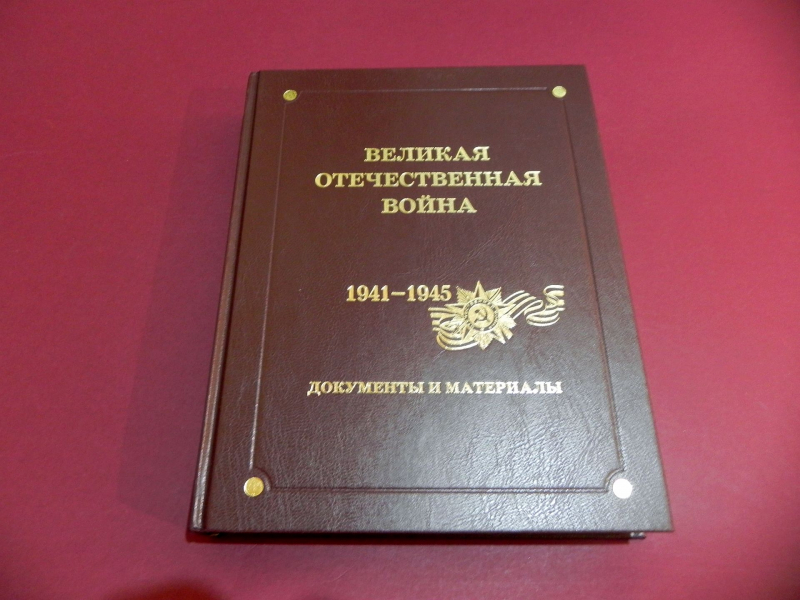 ВЕЛИКАЯ
ОТЕЧЕСТВЕННАЯ
ВОЙНА
1941–1945
ДОКУМЕНТЫ И МАТЕРИАЛЫ